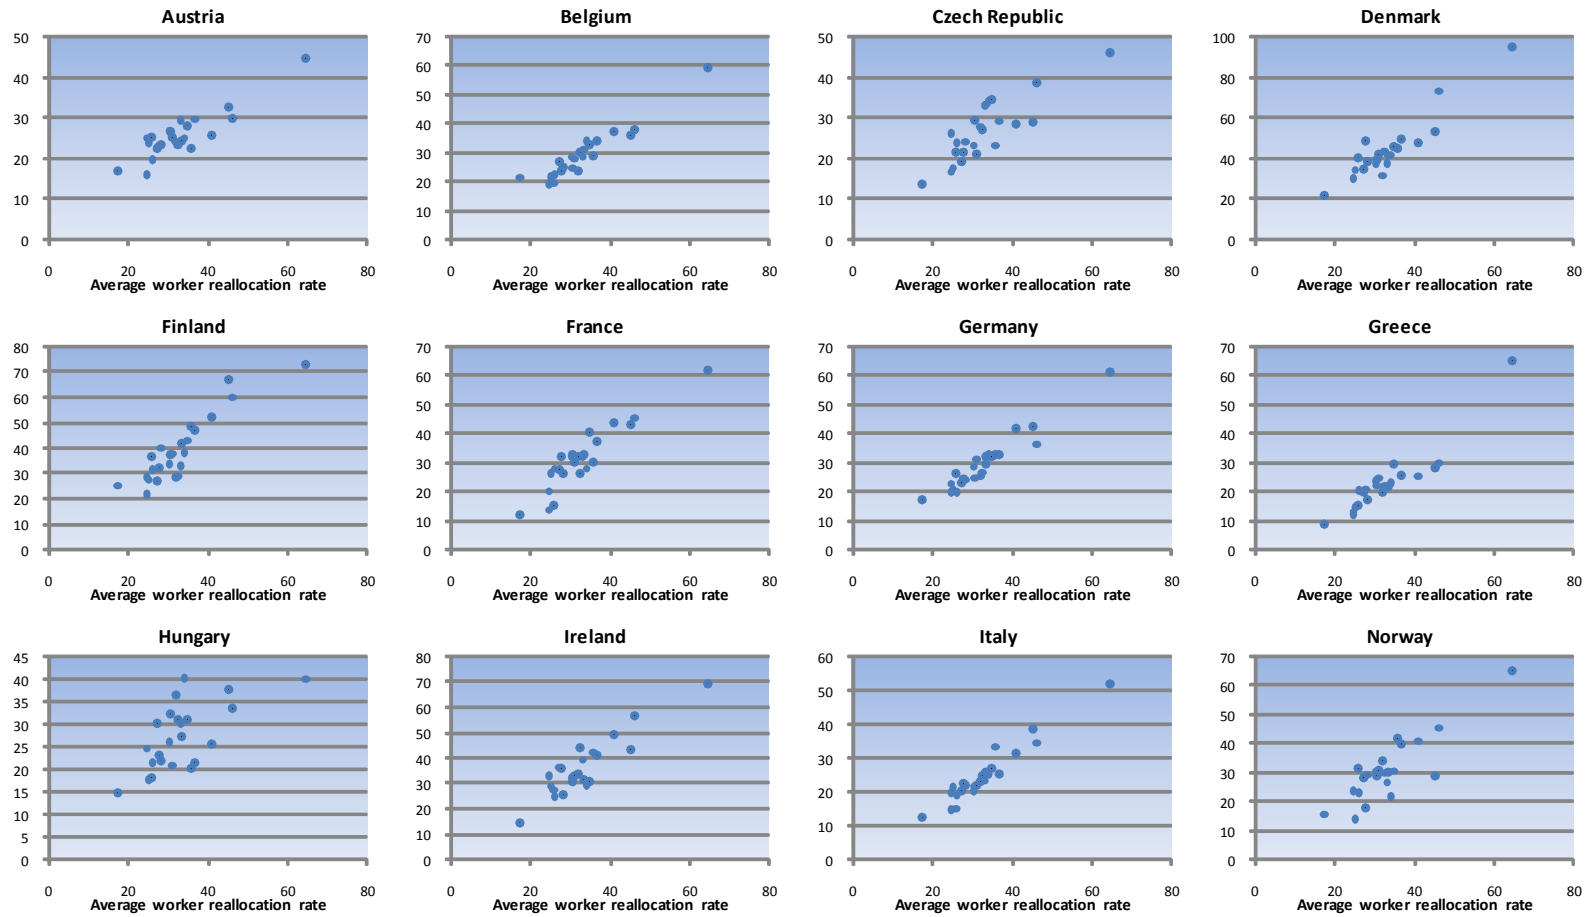 Austria Belgium Czech Republic Denmark
50 70 50 100
40 60 40 80
30 50 30 60
20 40 20 40
10 30 10 20
0 20 0 0
10
0
0 20 40 60 80 0 20 40 60 80 0 20 40 60 80 0 20 40 60 80
Average worker reallocation rate Average worker reallocation rate Average worker reallocation rate Average worker reallocation rate
Finland France Germany Greece
80 70 70 70
70 60 60 60
60 50 50 50
50 40 40 40
40 30 30 30
30 20 20 20
20 10 10 10
10 0 0 0
0
0 20 40 60 80 0 20 40 60 80 0 20 40 60 80 0 20 40 60 80
Average worker reallocation rate Average worker reallocation rate Average worker reallocation rate Average worker reallocation rate
Hungary Ireland Italy Norway
45 80 60 70
40 70 50 60
35 60 40 50
30 50 30 40
25 40 20 30
20 30 10 20
15 20 0 10
10 10 0
5 0
0
0 20 40 60 80 0 20 40 60 80 0 20 40 60 80 0 20 40 60 80
Average worker reallocation rate Average worker reallocation rate Average worker reallocation rate Average worker reallocation rate